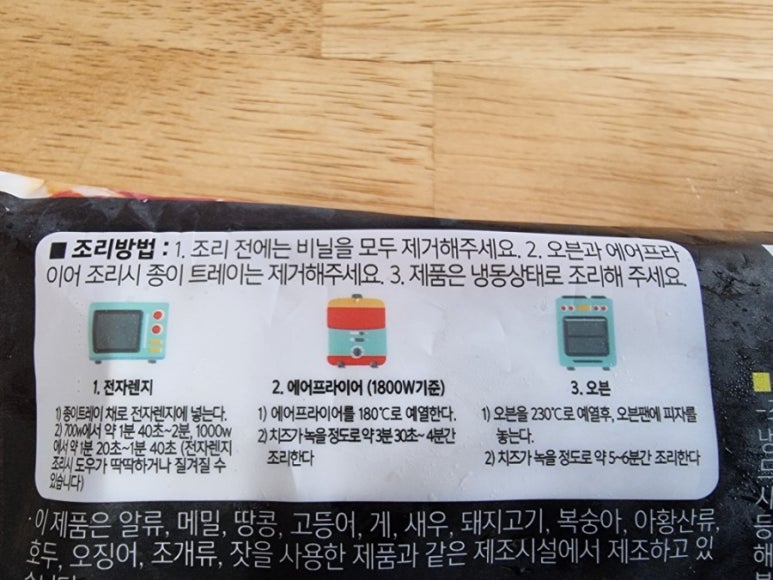 ■ 조리방법 : 1. 조리 전에는 비닐을 모두 제거해주세요. 2. 오븐과 에어프라
이어 조리시 종이 트레이는 제거해주세요. 3. 제품은 냉동상태로 조리해 주세요.
1. 전자렌지
1) 종이트레이 채로 전자렌지에 넣는다.
2) 700w에서 약 1분 40초~2분, 1000w
에서 약 1분 20초~1분 40초 (전자렌지
조리시 도우가 딱딱하거나 질겨질 수
있습니다)
2. 에어프라이어 (1800W기준)
1) 에어프라이어를 180℃로 예열한다.
2) 치즈가 녹을 정도로 약 3분 30초~4분간
조리한다
3. 오븐
1) 오븐을 230℃로 예열후, 오븐팬에 피자를
놓는다.
2) 치즈가 녹을 정도로 약 5~6분간 조리한다
·이 제품은 알류, 메밀, 땅콩, 고등어, 게, 새우, 돼지고기, 복숭아, 아황산류,
호두, 오징어, 조개류, 잣을 사용한 제품과 같은 제조시설에서 제조하고 있